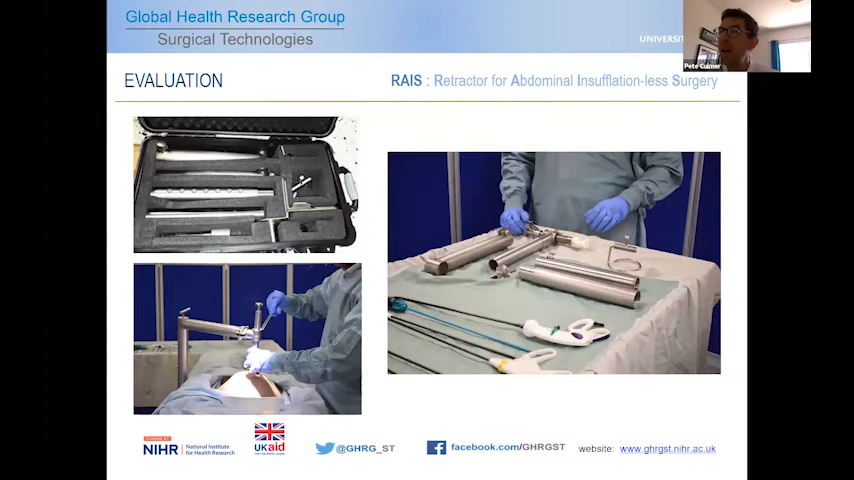 Global Health Research Group
Surgical Technologies
UNIVERSIT
Pete Culmer
EVALUATION
RAIS : Retractor for Abdominal Insufflation-less Surgery
NIHR
National Institute
for Health Research
UKaid
@GHRG_ST
facebook.com/GHRGST
website: www.ghrgst.nihr.ac.uk